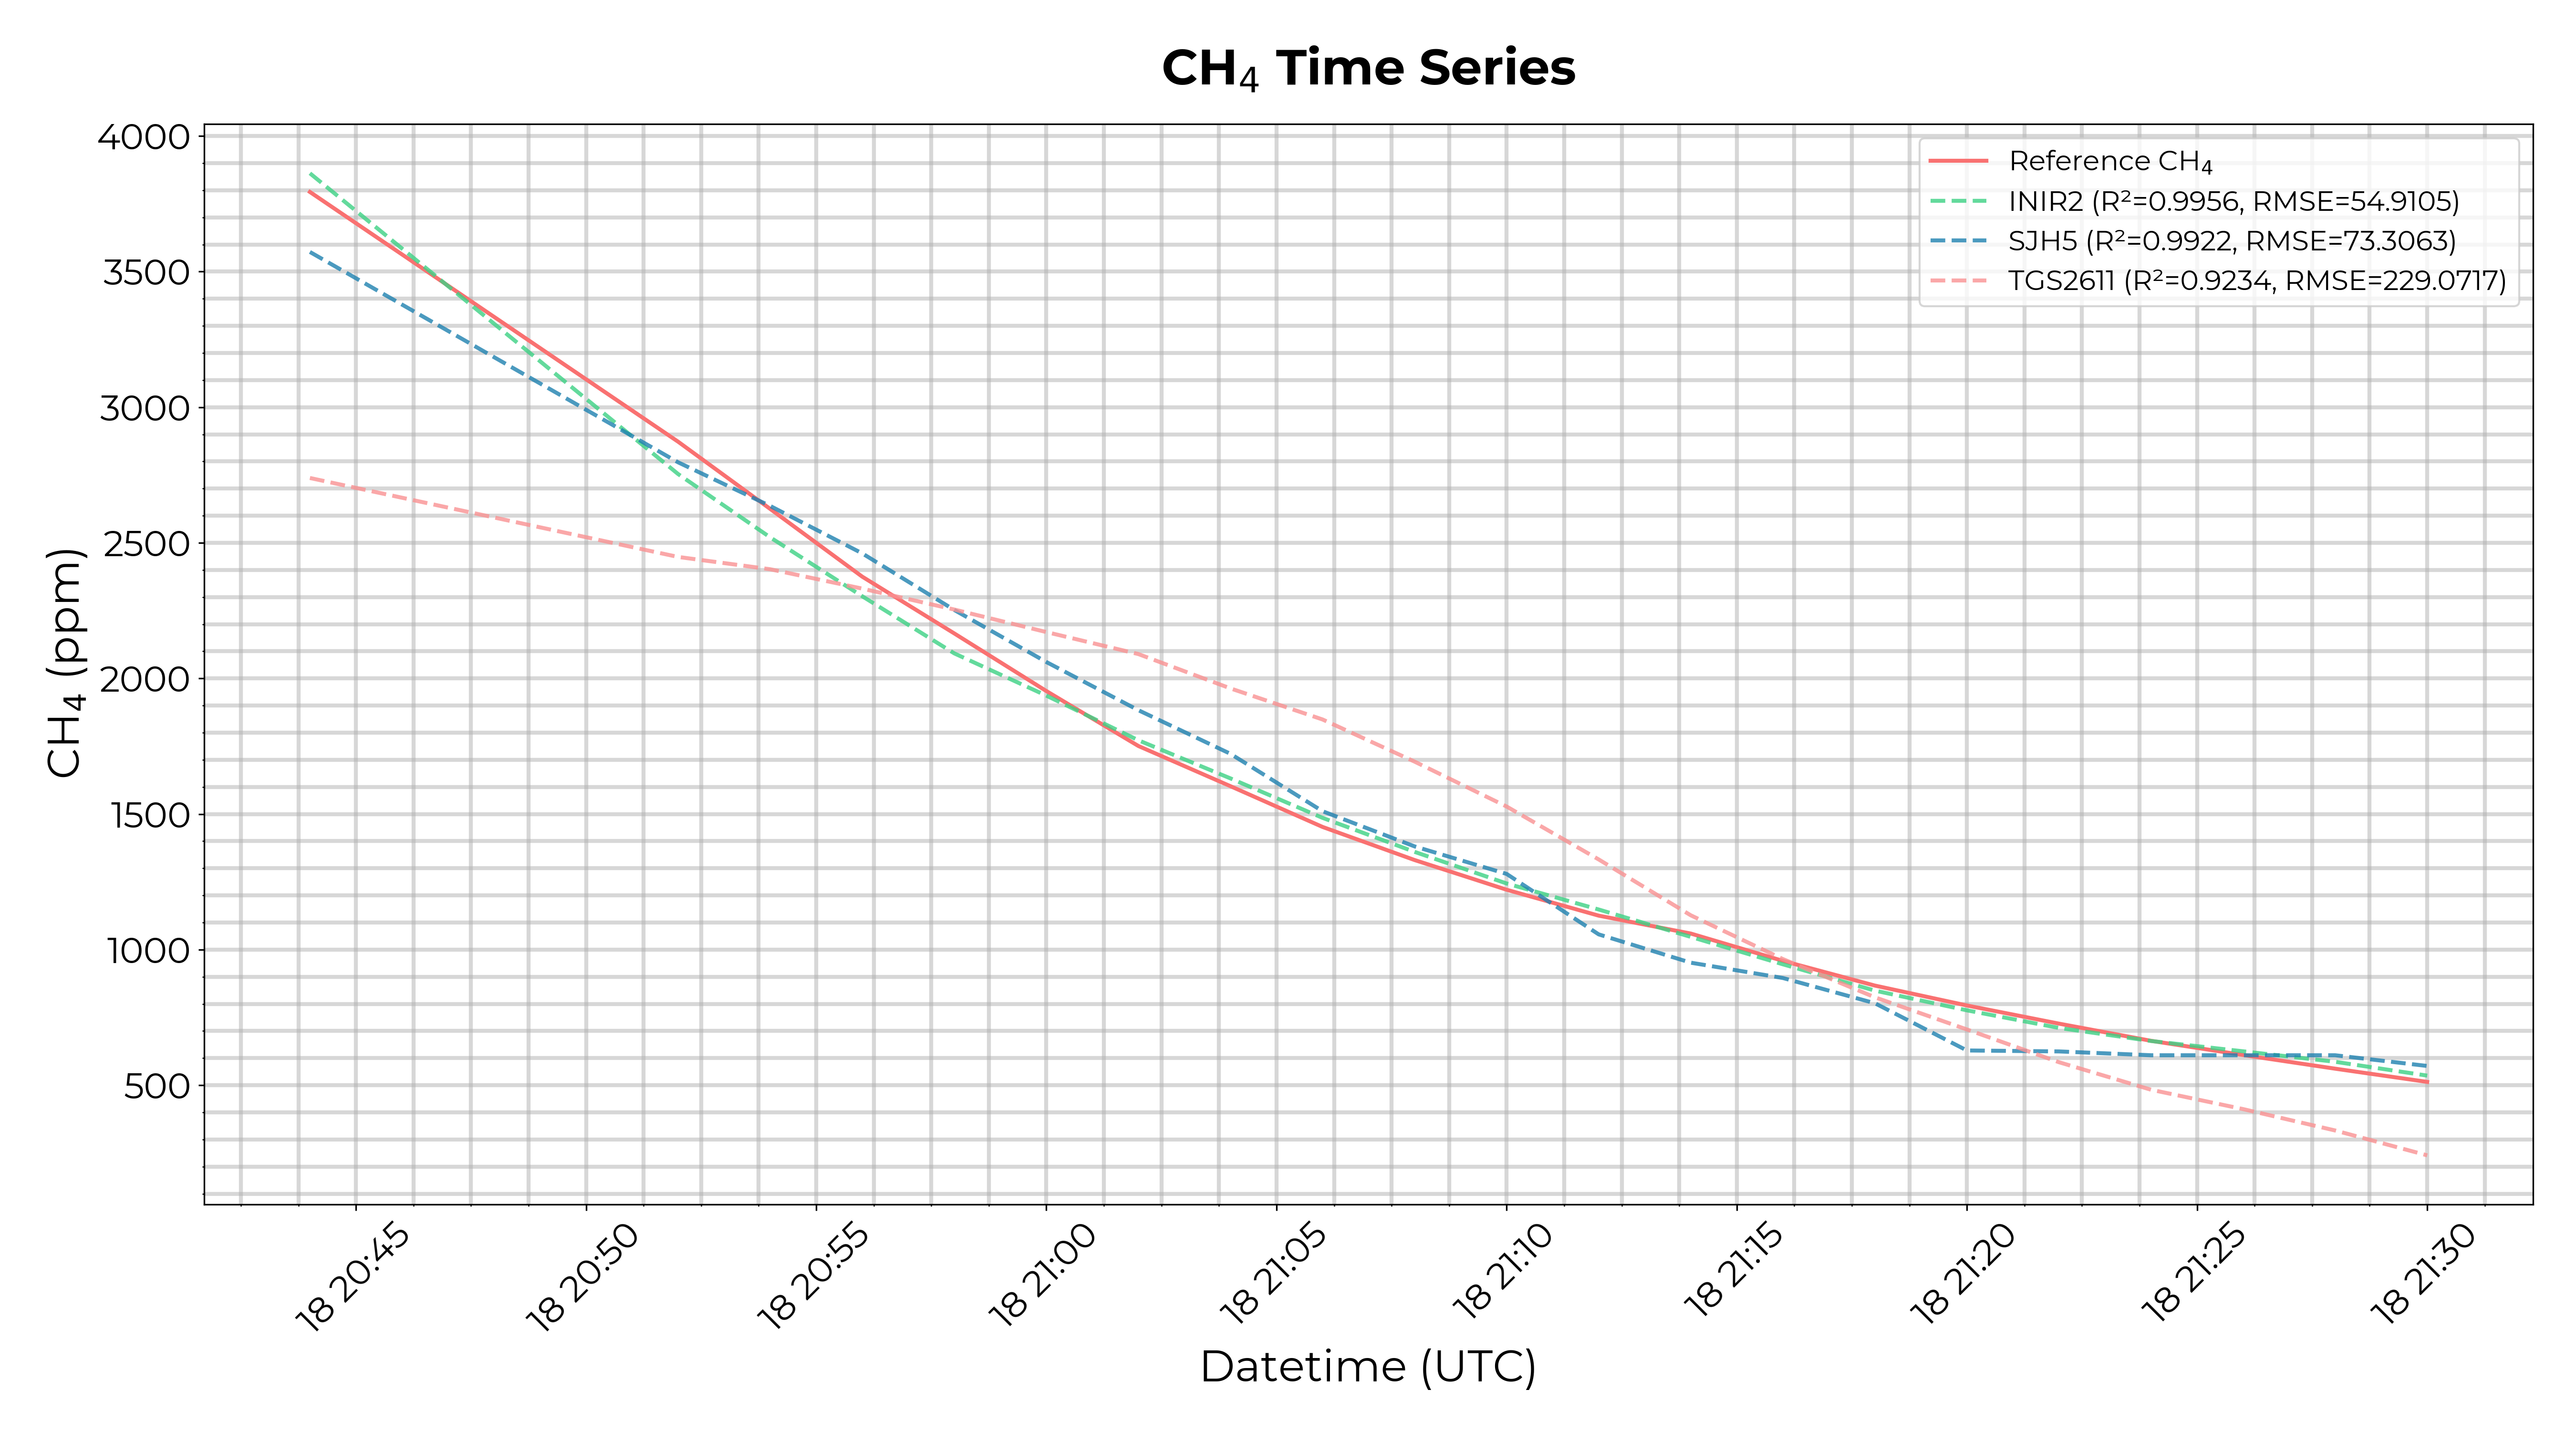 CH₄ Time Series
Reference CH₄
INIR2 (R²=0.9956, RMSE=54.9105)
SJH5 (R²=0.9922, RMSE=73.3063)
TGS2611 (R²=0.9234, RMSE=229.0717)
CH₄ (ppm)
4000
3500
3000
2500
2000
1500
1000
500
18 20:45
18 20:50
18 20:55
18 21:00
18 21:05
18 21:10
18 21:15
18 21:20
18 21:25
18 21:30
Datetime (UTC)